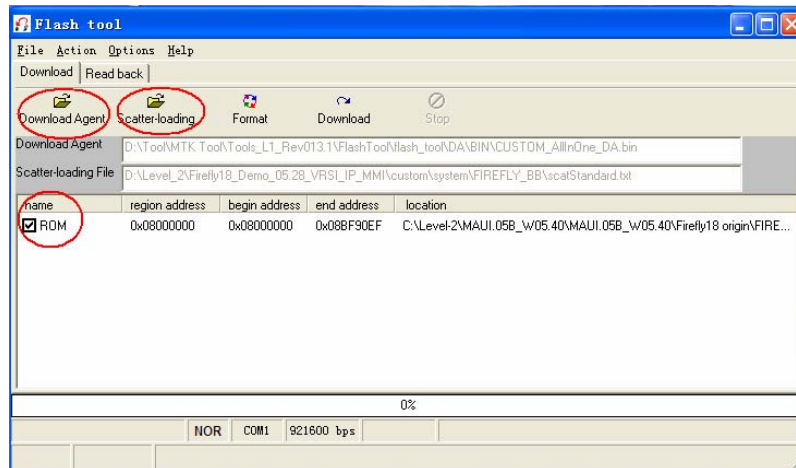 Flash tool
File Action Options Help
Download Read back
Download Agent Scatter-loading Format Download Stop
Download Agent D:\Tool\MTK Tool\Tools_L1_Rev013.1\FlashTool\flash_tool\DA\BIN\CUSTOM_AllInOne_DA.bin
Scatter-loading File D:\Level_2\Firefly18_Demo_05.28_VRSI_IP_MMI\custom\system\FIREFLY_BB\scatStandard.txt
name region address begin address end address location
ROM 0x08000000 0x08000000 0x08BF90EF C:\Level-2\MAUI.05B_W05.40\MAUI.05B_W05.40\Firefly18 origin\FIRE...
0%
NOR COM1 921600 bps